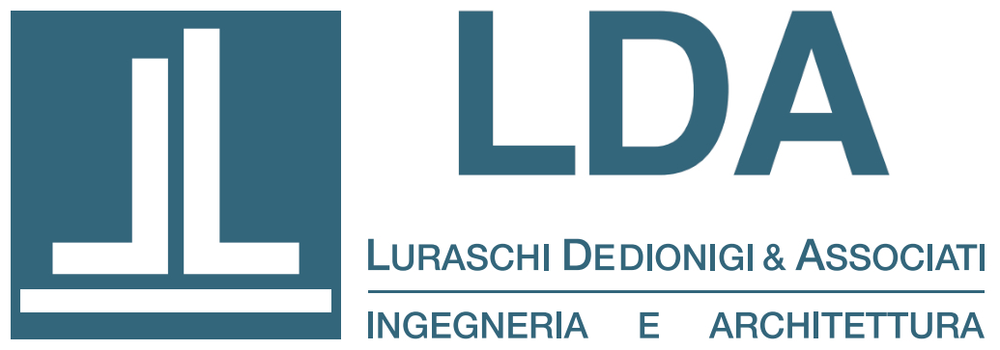 LDA
LURASCHI DEDIONIGI & ASSOCIATI
INGEGNERIA E ARCHITETTURA